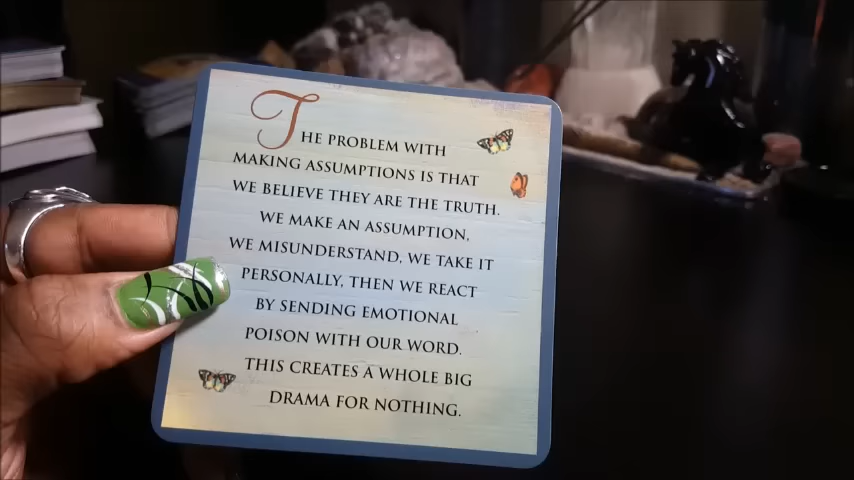 THE PROBLEM WITH
MAKING ASSUMPTIONS IS THAT
WE BELIEVE THEY ARE THE TRUTH.
WE MAKE AN ASSUMPTION,
WE MISUNDERSTAND, WE TAKE IT
PERSONALLY, THEN WE REACT
BY SENDING EMOTIONAL
POISON WITH OUR WORD.
THIS CREATES A WHOLE BIG
DRAMA FOR NOTHING.